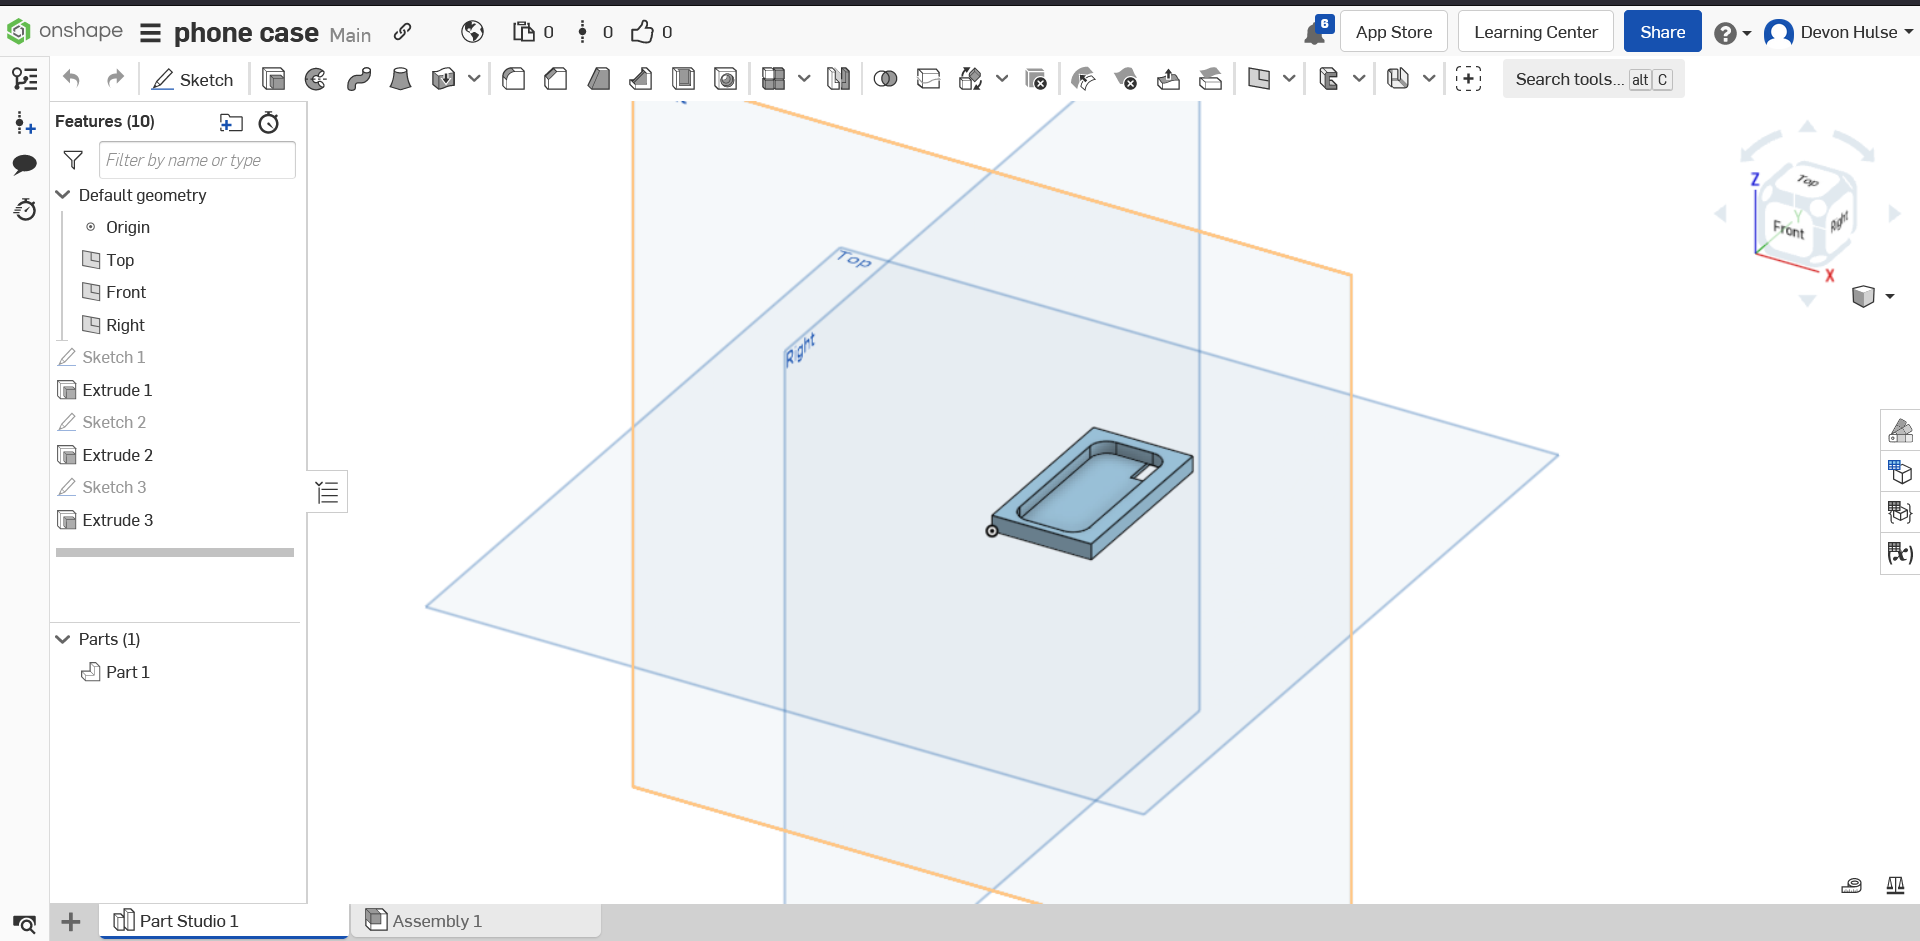 onshape phone case Main 0 0 0 6 App Store Learning Center Share Devon Hulse
Sketch Search tools... alt C
Features (10)
Filter by name or type
Default geometry
Origin
Top
Front
Right
Sketch 1
Extrude 1
Sketch 2
Extrude 2
Sketch 3
Extrude 3
Parts (1)
Part 1
Top
Right
Z
Top
Y
Front
Right
X
(x)
Part Studio 1 Assembly 1